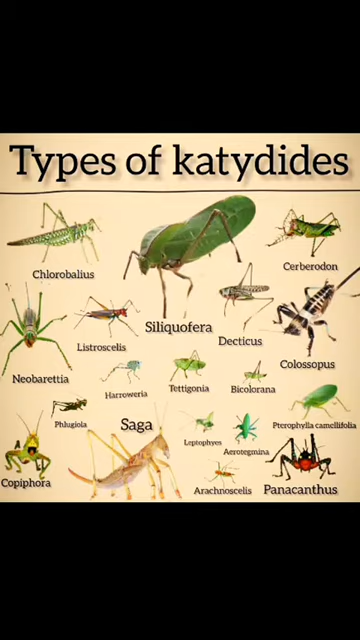 Types of katydides
Chlorobalius
Cerberodon
Siliquofera
Listroscelis
Decticus
Colossopus
Neobarettia
Harroweria
Tettigonia
Bicolorana
Phlugiola
Saga
Leptophyes
Pterophylla camellifolia
Aerotegmina
Copiphora
Arachnoscelis
Panacanthus